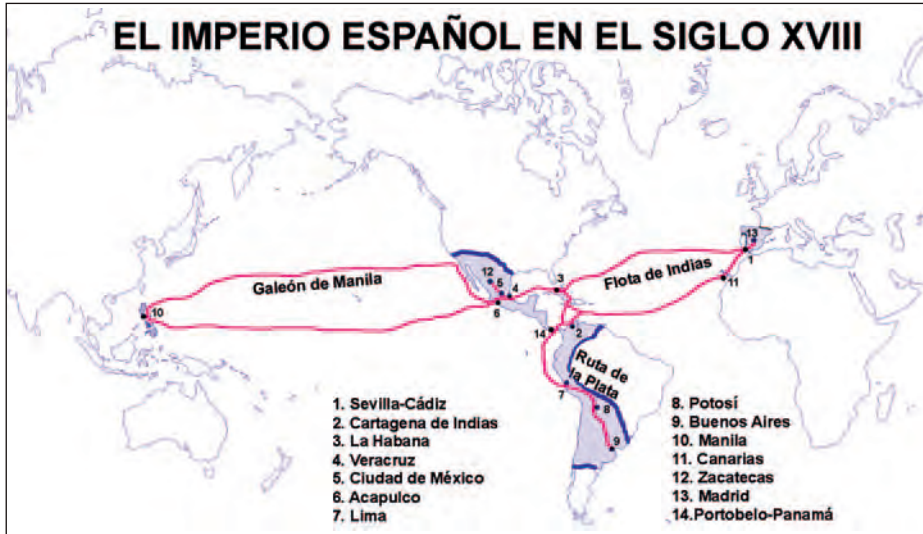 EL IMPERIO ESPAÑOL EN EL SIGLO XVIII
Galeón de Manila
Flota de Indias
Ruta de
la Plata
13
1
11
12
5
4
3
6
10
14
2
7
8
9
1. Sevilla-Cádiz
2. Cartagena de Indias
3. La Habana
4. Veracruz
5. Ciudad de México
6. Acapulco
7. Lima
8. Potosí
9. Buenos Aires
10. Manila
11. Canarias
12. Zacatecas
13. Madrid
14.Portobelo-Panamá